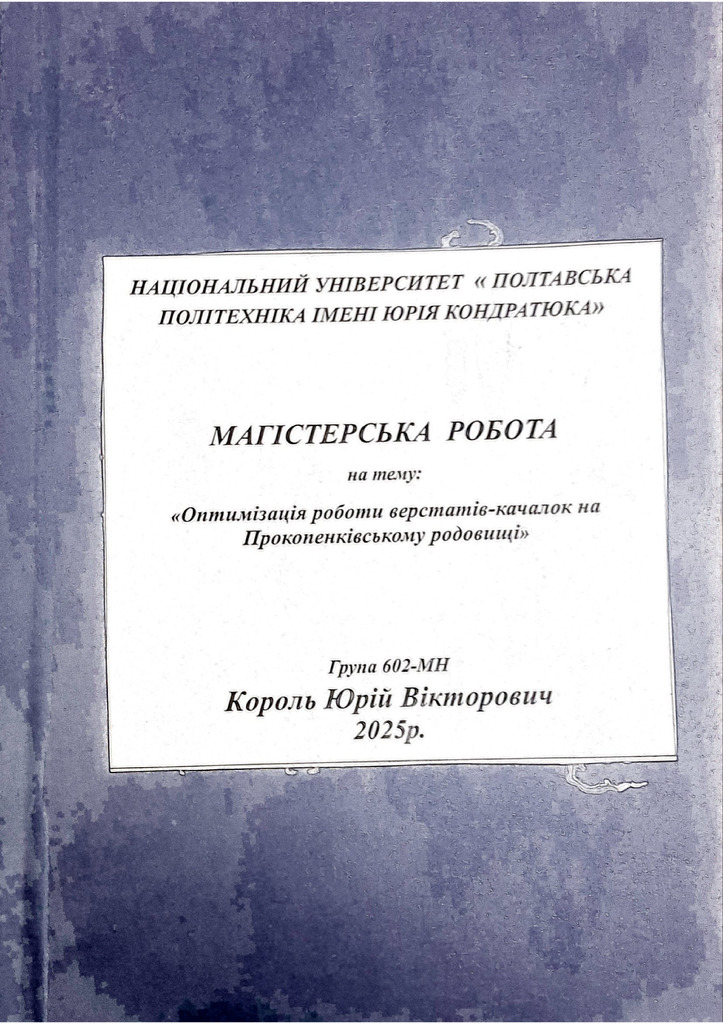 НАЦІОНАЛЬНИЙ УНІВЕРСИТЕТ « ПОЛТАВСЬКА
ПОЛІТЕХНІКА ІМЕНІ ЮРІЯ КОНДРАТЮКА»
МАГІСТЕРСЬКА РОБОТА
на тему:
«Оптимізація роботи верстатів-качалок на
Прокопенківському родовищі»
Група 602-МН
Король Юрій Вікторович
2025р.